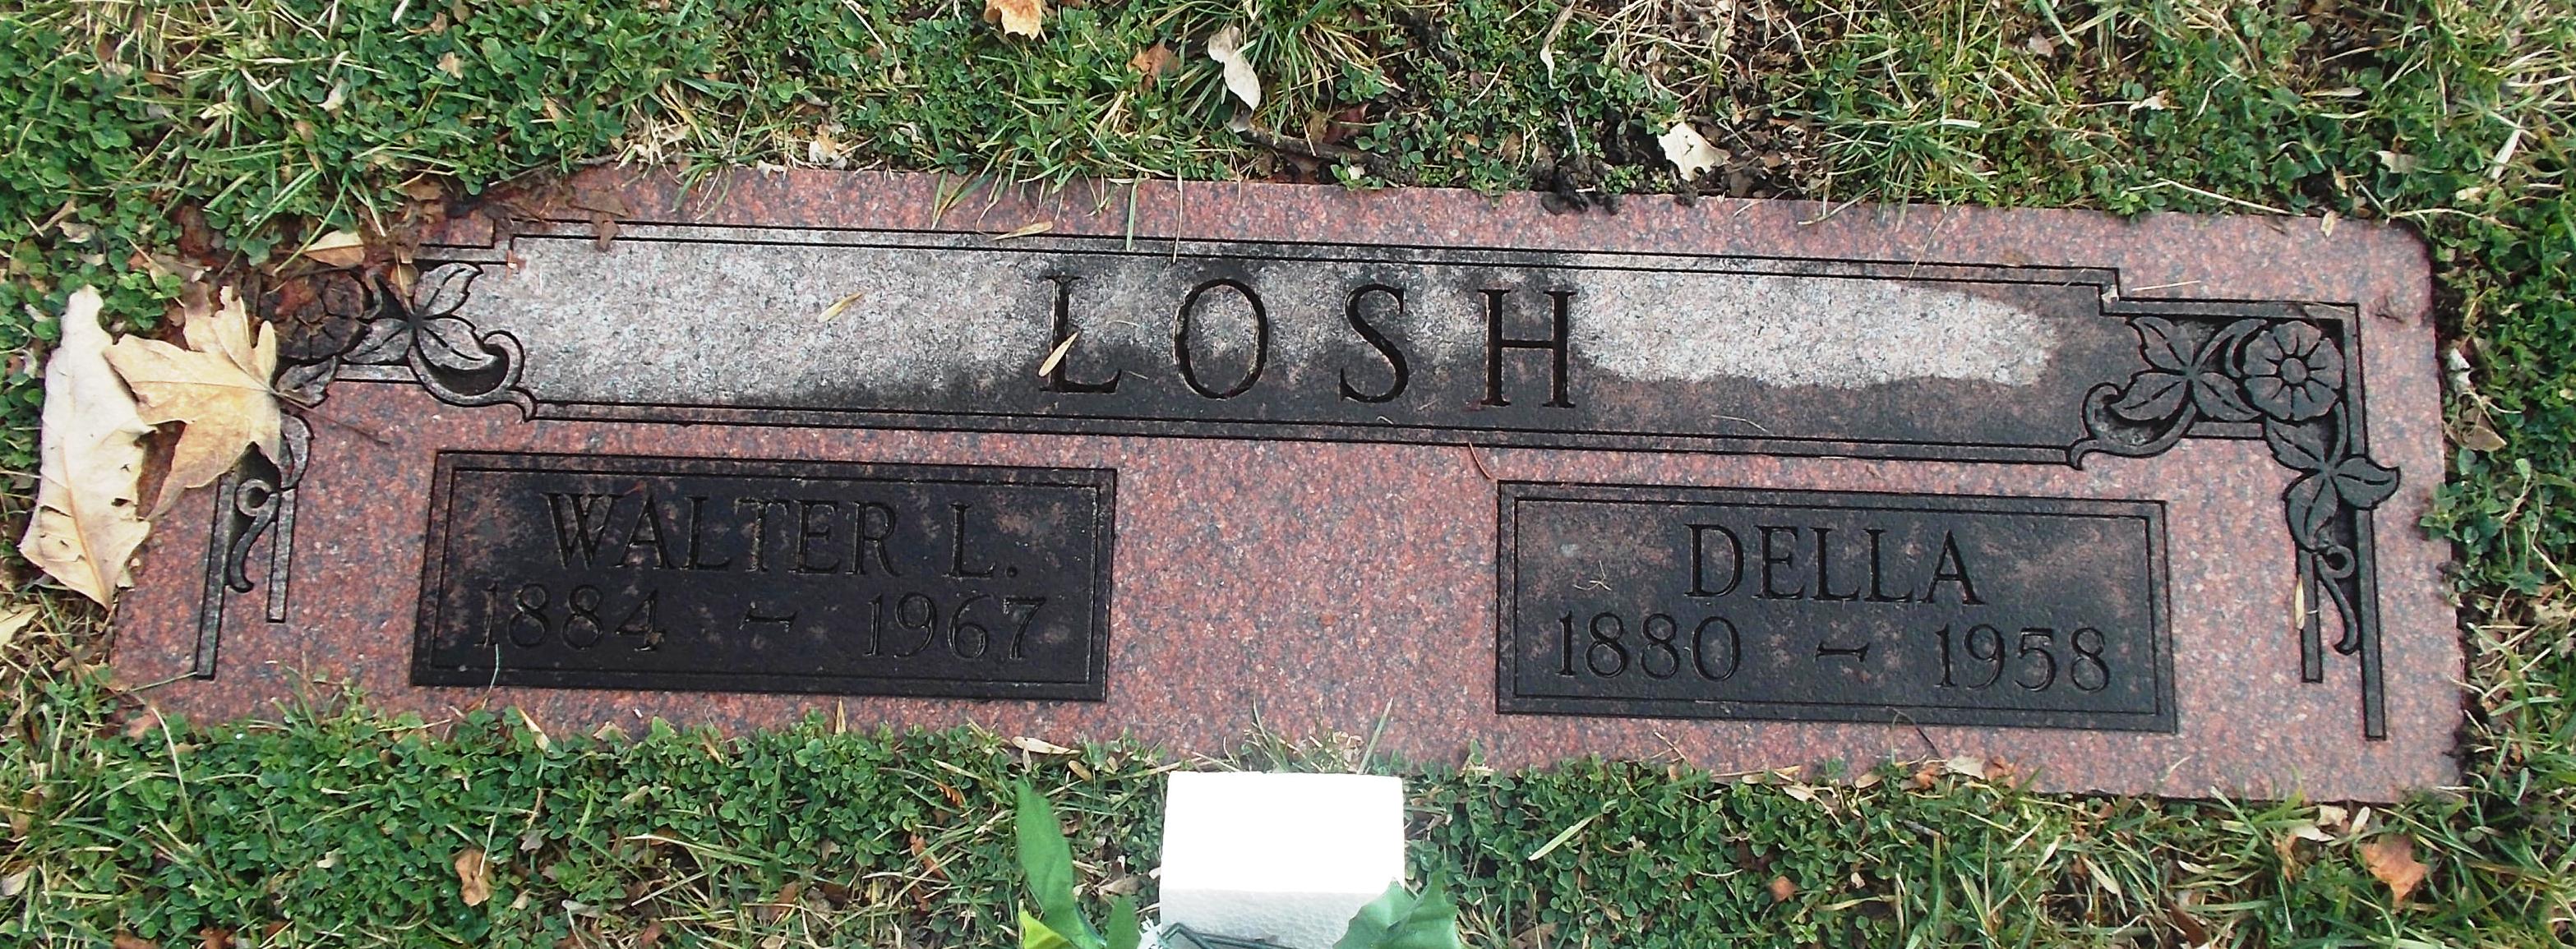 LOSH
WALTER L.
1884 - 1967
DELLA
1880 - 1958